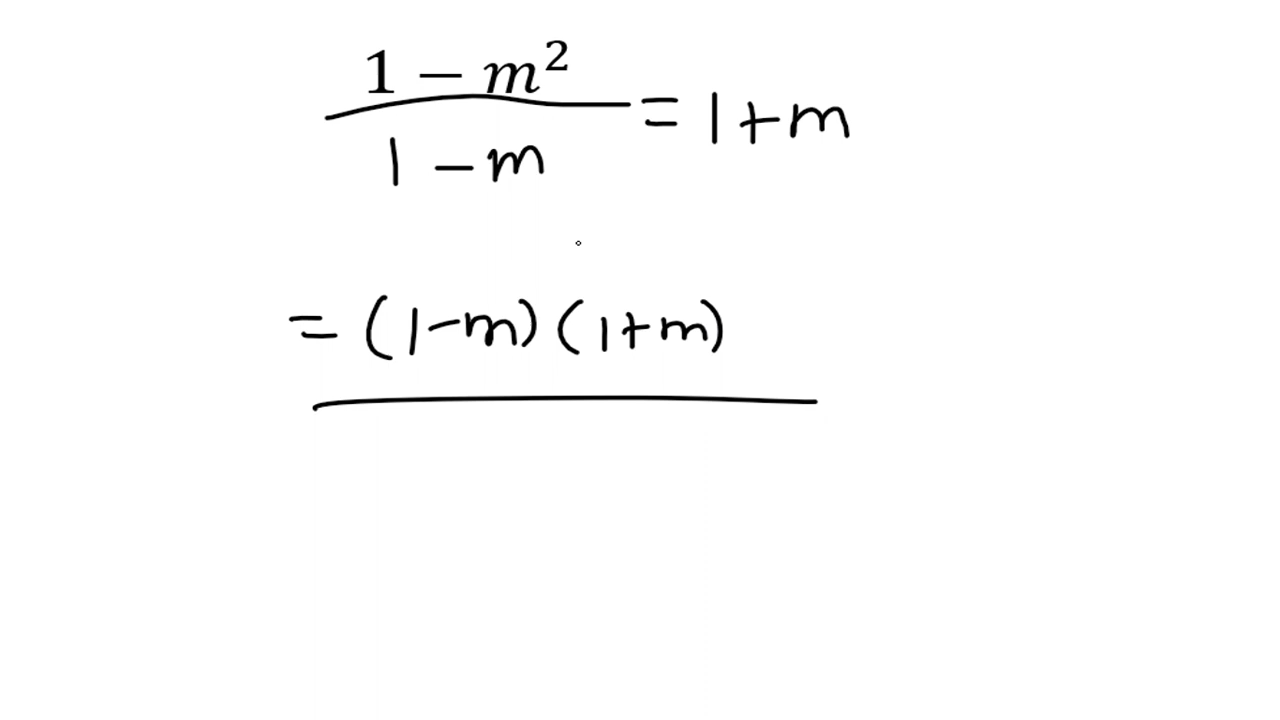 1 − m²
1 − m
= 1 + m
= (1 − m) (1 + m)